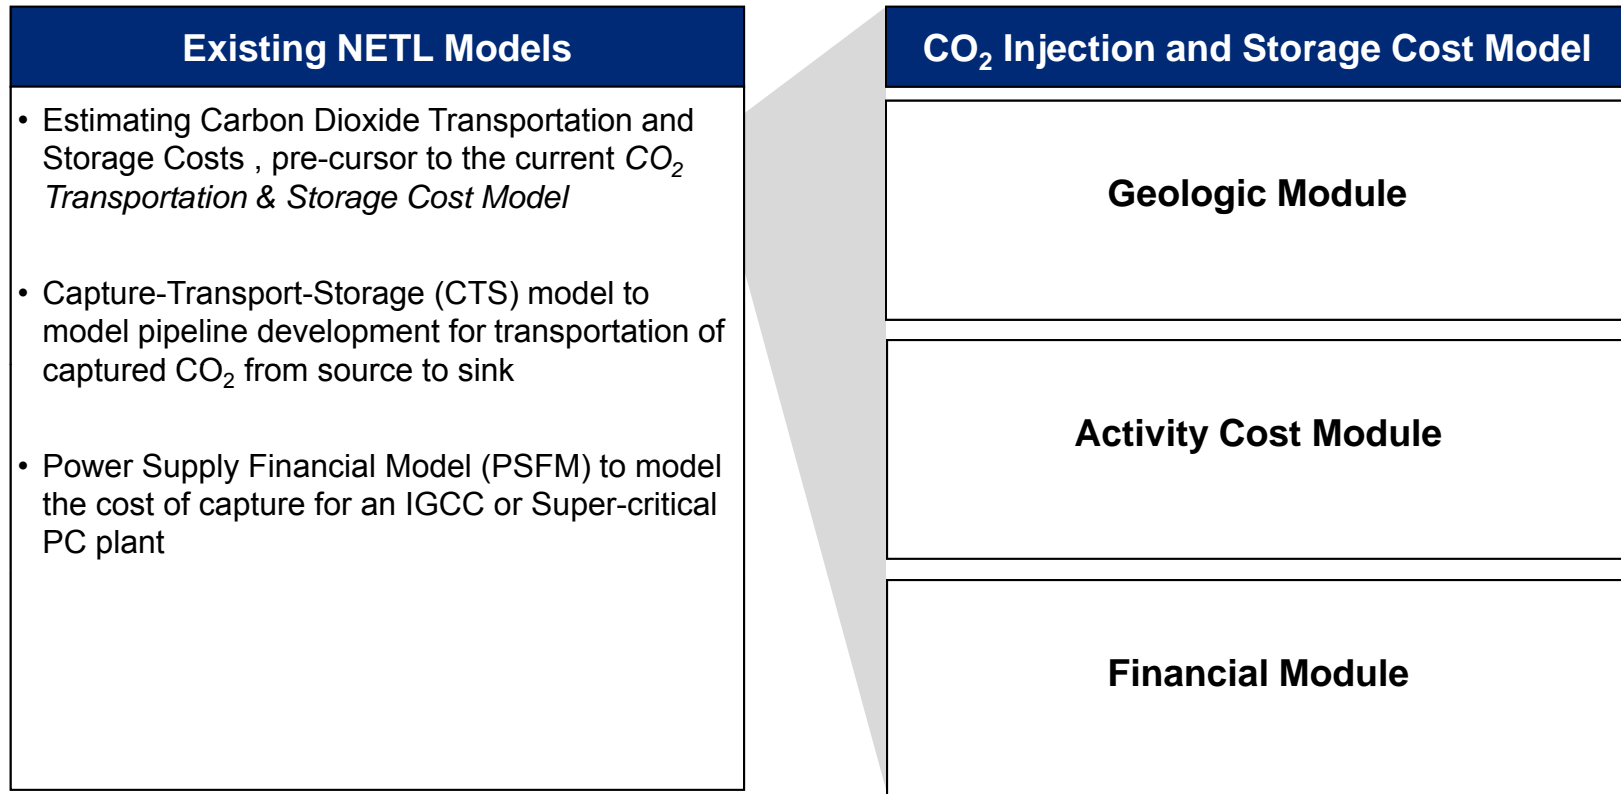 Existing NETL Models
• Estimating Carbon Dioxide Transportation and
Storage Costs , pre-cursor to the current CO₂
Transportation & Storage Cost Model
• Capture-Transport-Storage (CTS) model to
model pipeline development for transportation of
captured CO₂ from source to sink
• Power Supply Financial Model (PSFM) to model
the cost of capture for an IGCC or Super-critical
PC plant
CO₂ Injection and Storage Cost Model
Geologic Module
Activity Cost Module
Financial Module